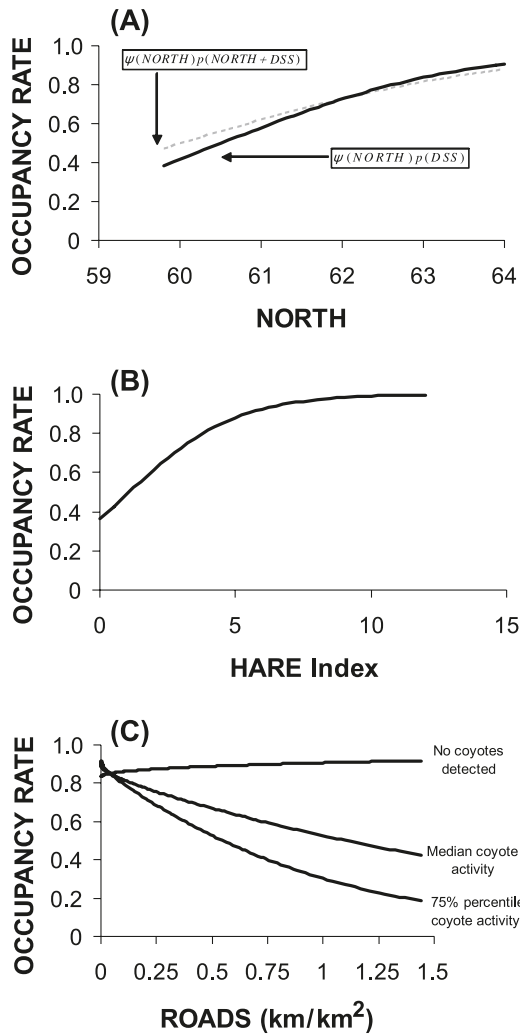 (A)
OCCUPANCY RATE
1.0
0.8
0.6
0.4
0.2
0
ψ(NORTH)p(NORTH+DSS)
ψ(NORTH)p(DSS)
59 60 61 62 63 64
NORTH
(B)
OCCUPANCY RATE
1.0
0.8
0.6
0.4
0.2
0
0 5 10 15
HARE Index
(C)
OCCUPANCY RATE
1.0
0.8
0.6
0.4
0.2
0
No coyotes
detected
Median coyote
activity
75% percentile
coyote activity
0 0.25 0.5 0.75 1 1.25 1.5
ROADS (km/km²)